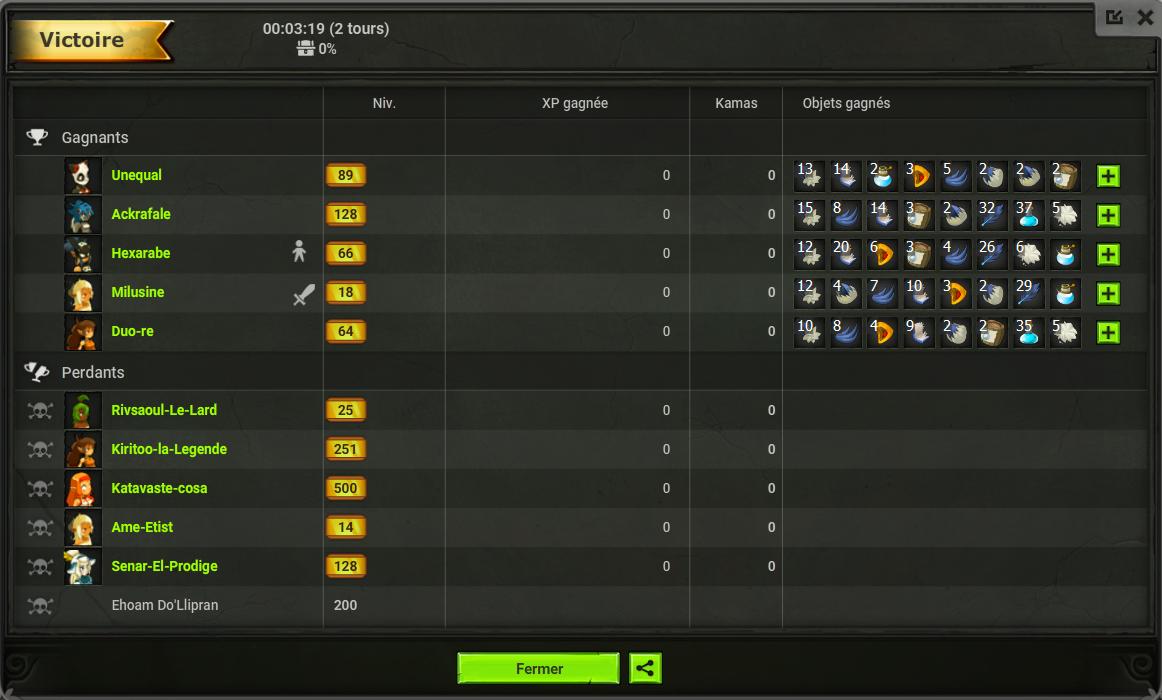 Victoire
00:03:19 (2 tours)
0%
Niv. XP gagnée Kamas Objets gagnés
Gagnants
Unequal 89 0 0 13 14 2 3 5 2 2 2
Ackrafale 128 0 0 15 8 14 3 2 32 37 5
Hexarabe 66 0 0 12 20 6 3 4 26 6
Milusine 18 0 0 12 4 7 10 3 2 29
Duo-re 64 0 0 10 8 4 9 2 2 35 5
Perdants
Rivsaoul-Le-Lard 25 0 0
Kiritoo-la-Legende 251 0 0
Katavaste-cosa 500 0 0
Ame-Etist 14 0 0
Senar-El-Prodige 128 0 0
Ehoam Do'Llipran 200
Fermer